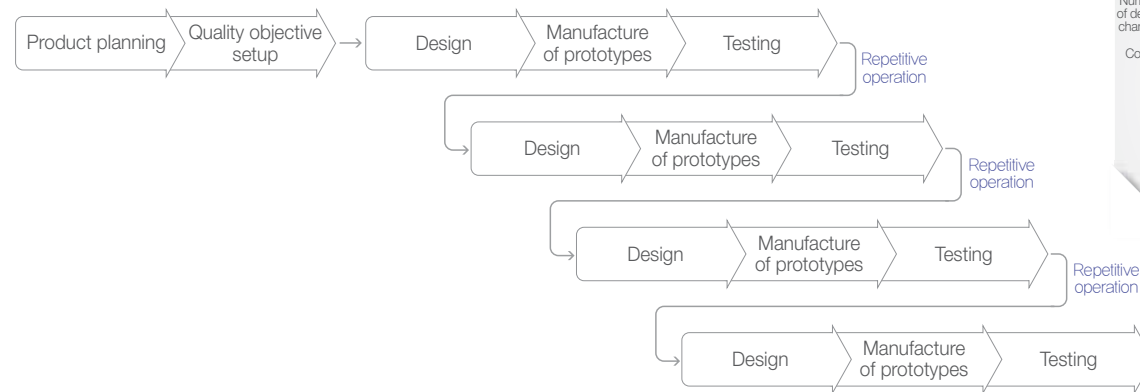 Product planning
Quality objective
setup
Design
Manufacture
of prototypes
Testing
Repetitive
operation
Design
Manufacture
of prototypes
Testing
Repetitive
operation
Design
Manufacture
of prototypes
Testing
Repetitive
operation
Design
Manufacture
of prototypes
Testing